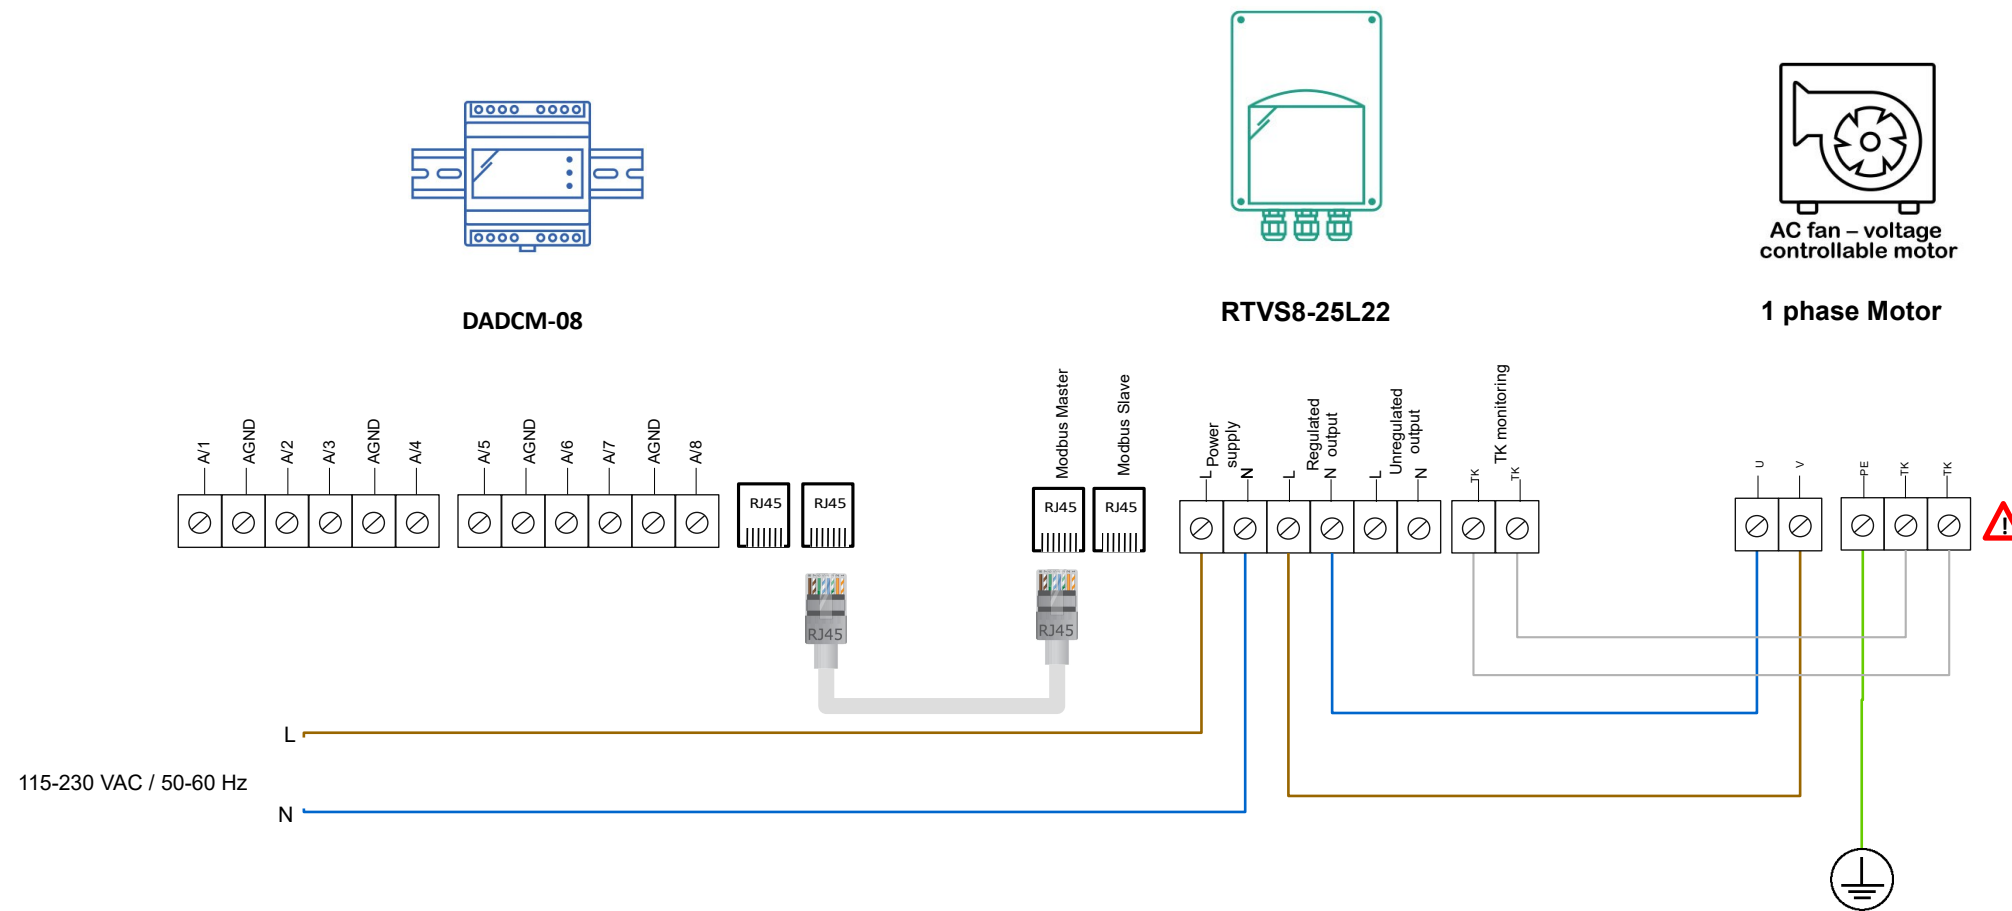 AC fan – voltage
controllable motor
DADCM-08
RTVS8-25L22
1 phase Motor
A/1
AGND
A/2
A/3
AGND
A/4
A/5
AGND
A/6
A/7
AGND
A/8
RJ45
RJ45
Modbus Master
RJ45
Modbus Slave
RJ45
Power
supply
L
N
Regulated
output
L
N
Unregulated
output
L
N
TK monitoring
TK
TK
U
V
PE
TK
TK
!
RJ45
RJ45
L
115-230 VAC / 50-60 Hz
N